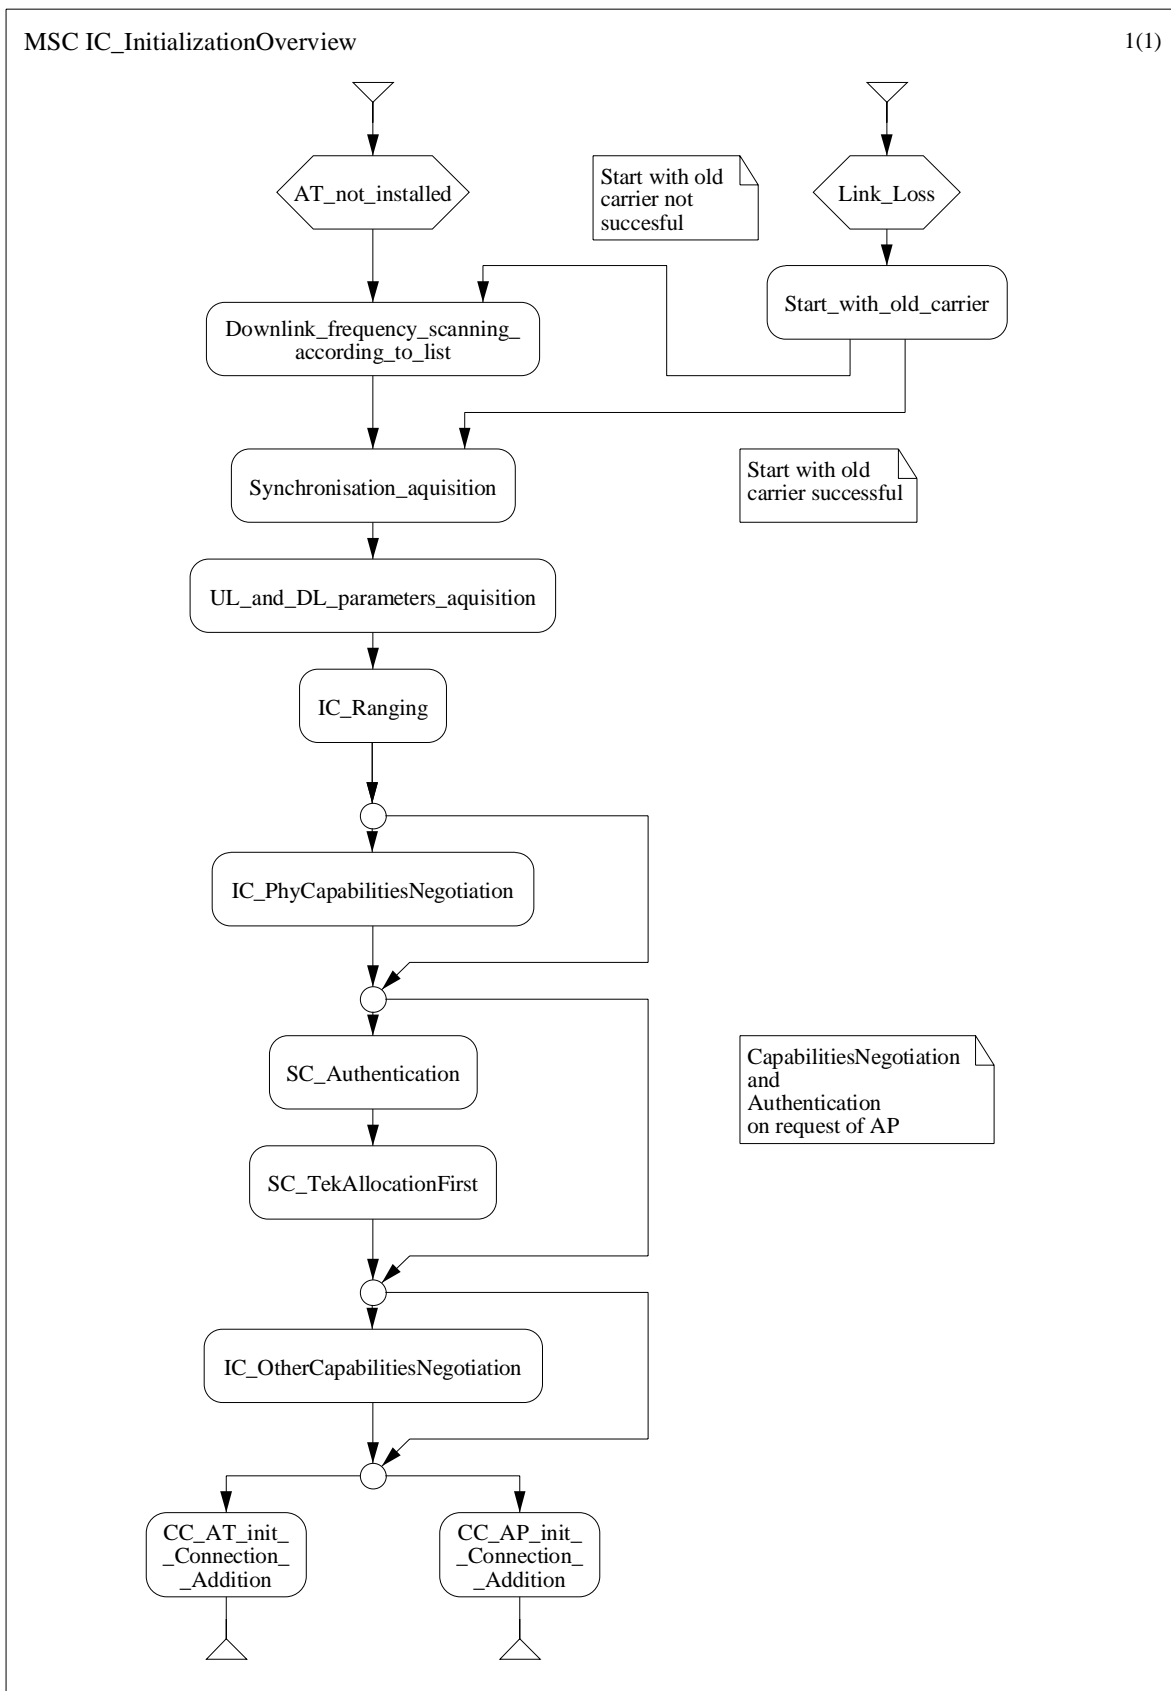 MSC IC_InitializationOverview
1(1)
AT_not_installed
Start with old
carrier not
succesful
Link_Loss
Start_with_old_carrier
Downlink_frequency_scanning_
according_to_list
Synchronisation_aquisition
Start with old
carrier successful
UL_and_DL_parameters_aquisition
IC_Ranging
IC_PhyCapabilitiesNegotiation
SC_Authentication
CapabilitiesNegotiation
and
Authentication
on request of AP
SC_TekAllocationFirst
IC_OtherCapabilitiesNegotiation
CC_AT_init_
_Connection_
_Addition
CC_AP_init_
_Connection_
_Addition